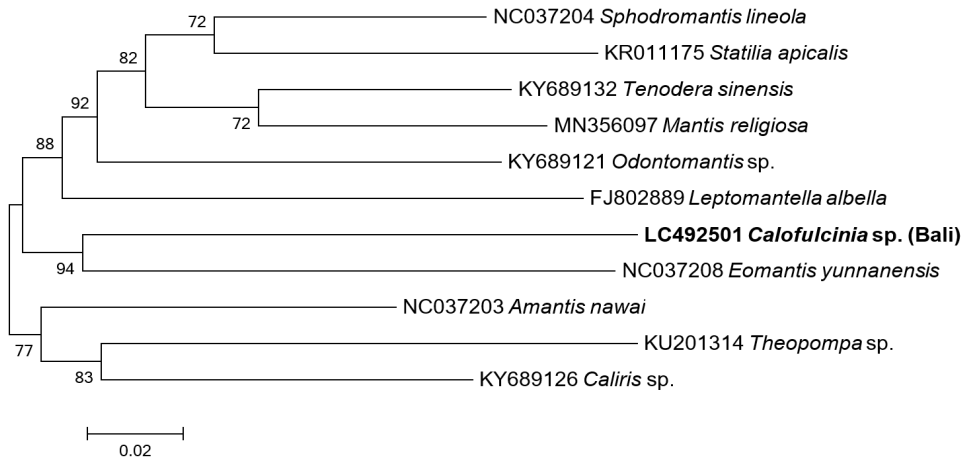 72
NC037204 Sphodromantis lineola
KR011175 Statilia apicalis
82
KY689132 Tenodera sinensis
92
72
MN356097 Mantis religiosa
88
KY689121 Odontomantis sp.
FJ802889 Leptomantella albella
LC492501 Calofulcinia sp. (Bali)
94
NC037208 Eomantis yunnanensis
NC037203 Amantis nawai
77
KU201314 Theopompa sp.
83
KY689126 Caliris sp.
0.02